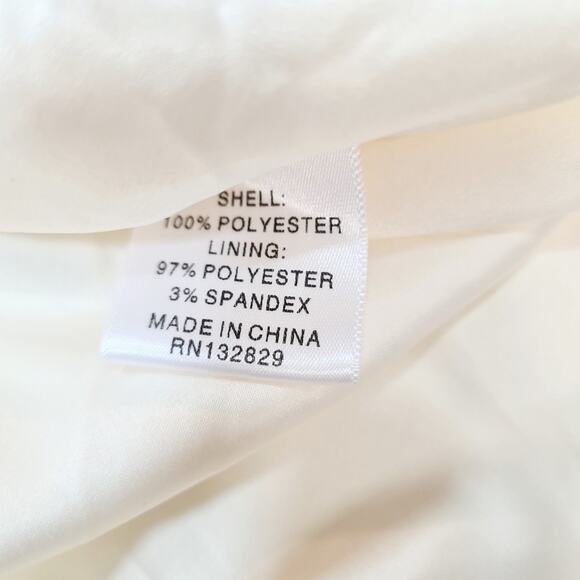 SHELL:
100% POLYESTER
LINING:
97% POLYESTER
3% SPANDEX
MADE IN CHINA
RN132829